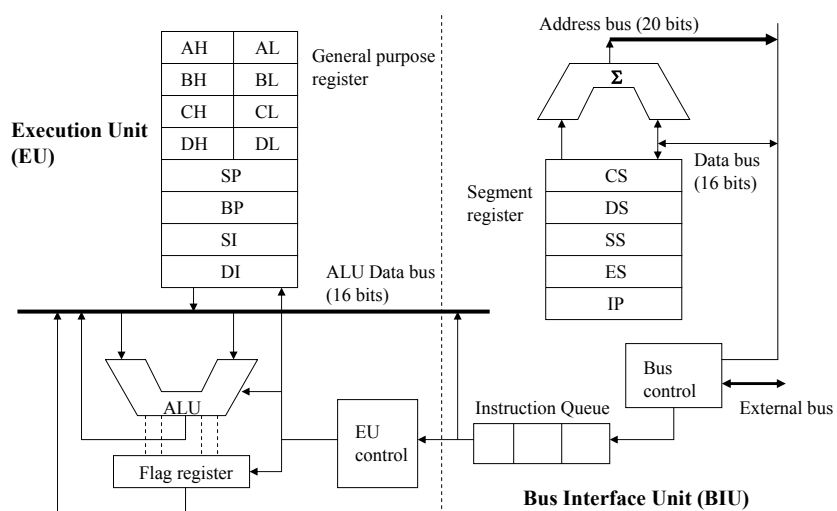 Address bus (20 bits)
AH AL
General purpose
register
BH BL
Σ
CH CL
Execution Unit
(EU)
DH DL
Data bus
(16 bits)
SP
CS
Segment
register
BP
DS
SI
SS
DI
ES
ALU Data bus
(16 bits)
IP
Bus
control
ALU
Instruction Queue
External bus
EU
control
Flag register
Bus Interface Unit (BIU)